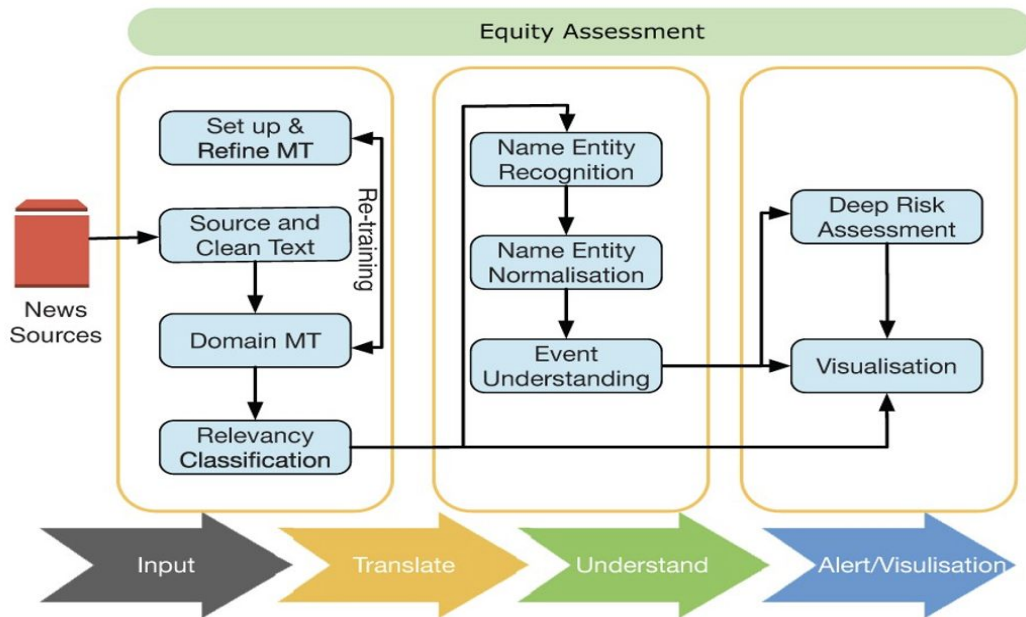 Equity Assessment
Set up &
Refine MT
Re-training
Source and
Clean Text
News
Sources
Domain MT
Relevancy
Classification
Name Entity
Recognition
Name Entity
Normalisation
Event
Understanding
Deep Risk
Assessment
Visualisation
Input
Translate
Understand
Alert/Visulisation